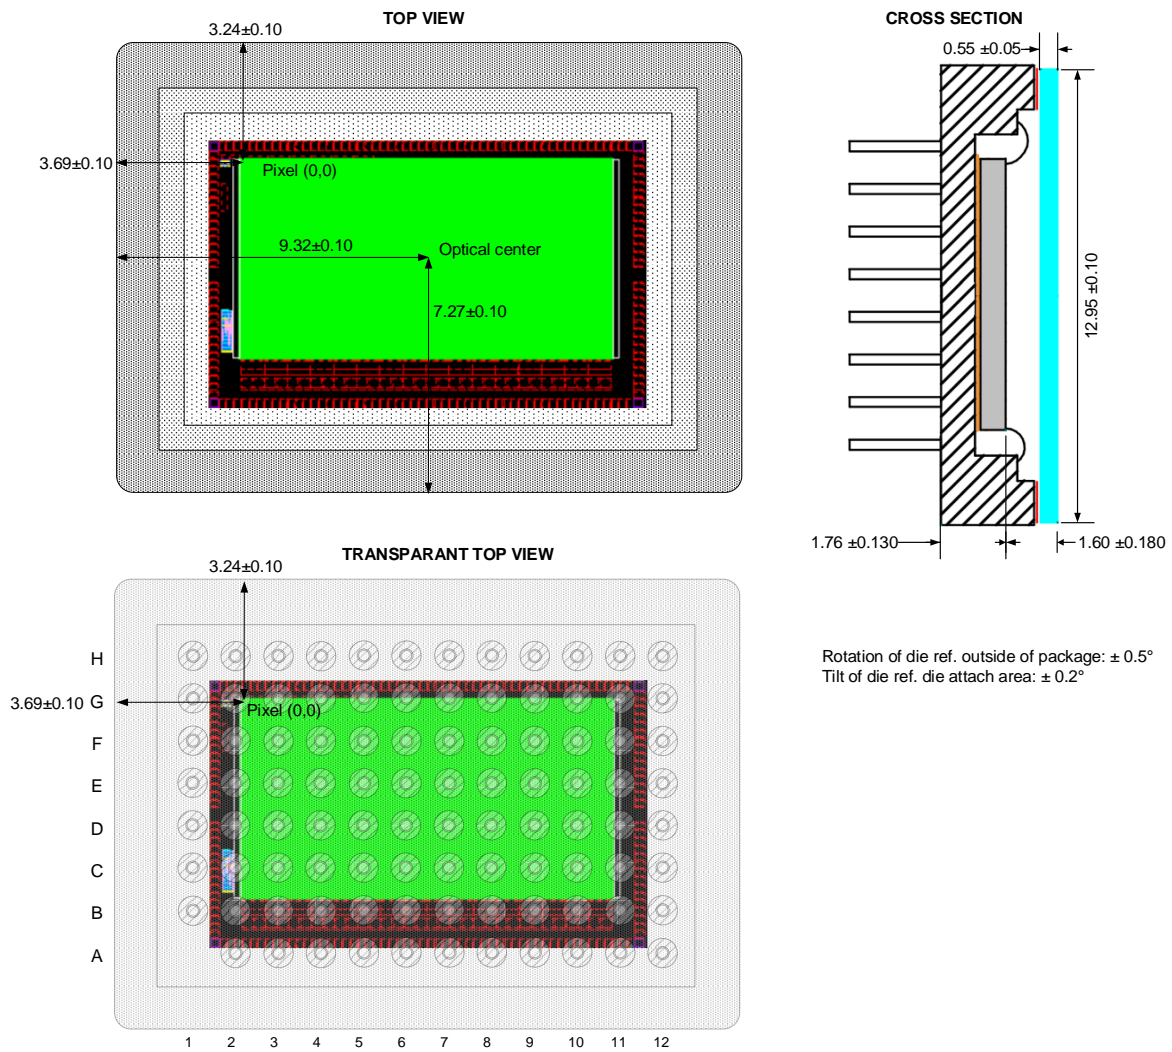 TOP VIEW
3.24±0.10
3.69±0.10
Pixel (0,0)
9.32±0.10
Optical center
7.27±0.10
CROSS SECTION
0.55 ±0.05
12.95 ±0.10
1.76 ±0.130
1.60 ±0.180
TRANSPARANT TOP VIEW
3.24±0.10
3.69±0.10
Pixel (0,0)
H
G
F
E
D
C
B
A
1 2 3 4 5 6 7 8 9 10 11 12
Rotation of die ref. outside of package: ± 0.5°
Tilt of die ref. die attach area: ± 0.2°